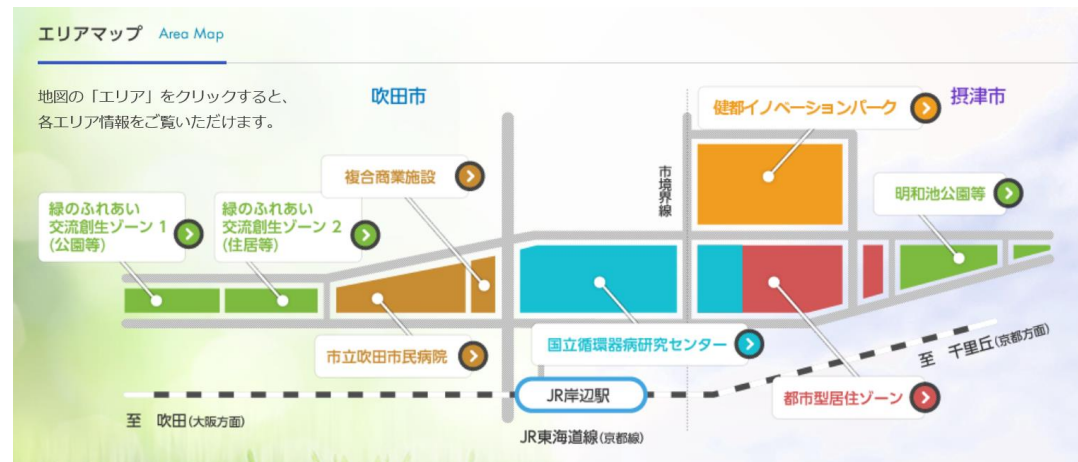 エリアマップ Area Map
地図の「エリア」をクリックすると、
各エリア情報をご覧いただけます。
吹田市
健都イノベーションパーク
摂津市
複合商業施設
市境界線
明和池公園等
緑のふれあい
交流創生ゾーン 1
(公園等)
緑のふれあい
交流創生ゾーン 2
(住居等)
国立循環器病研究センター
市立吹田市民病院
至 千里丘(京都方面)
JR岸辺駅
都市型居住ゾーン
至 吹田(大阪方面)
JR東海道線(京都線)